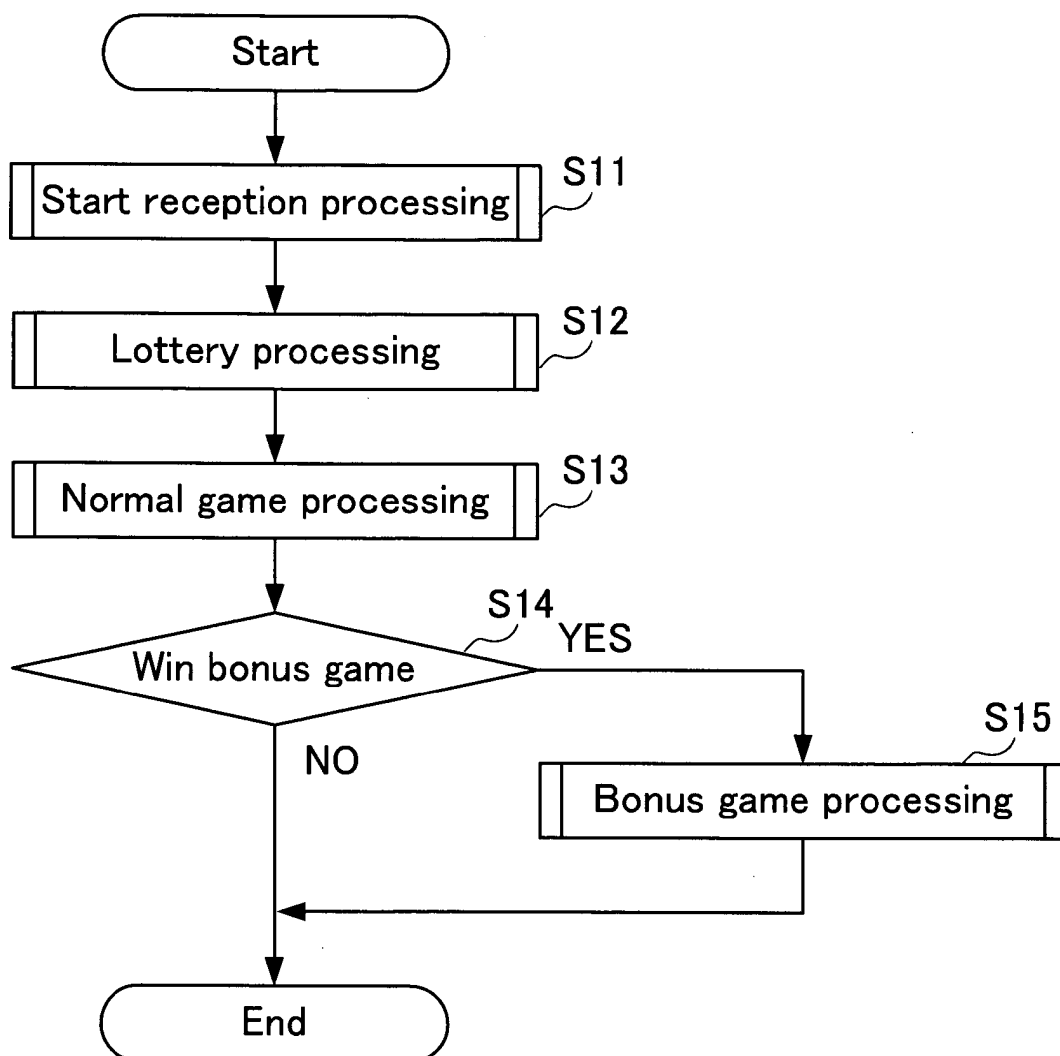 Start
S11
Start reception processing
S12
Lottery processing
S13
Normal game processing
S14
YES
Win bonus game
S15
NO
Bonus game processing
End